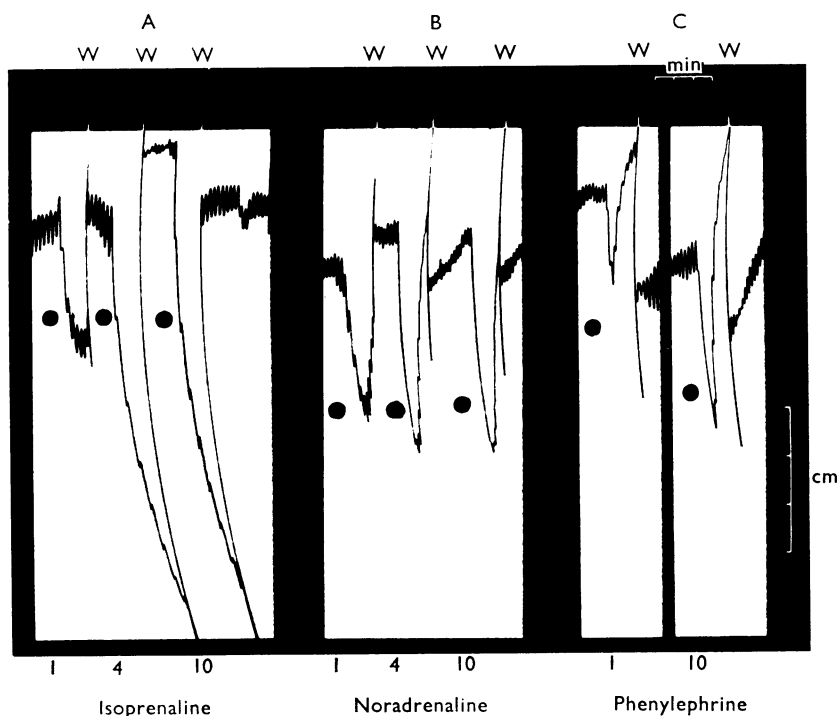 A B C
W W W W W W W W
min
cm
1 4 10 1 4 10 1 10
Isoprenaline Noradrenaline Phenylephrine